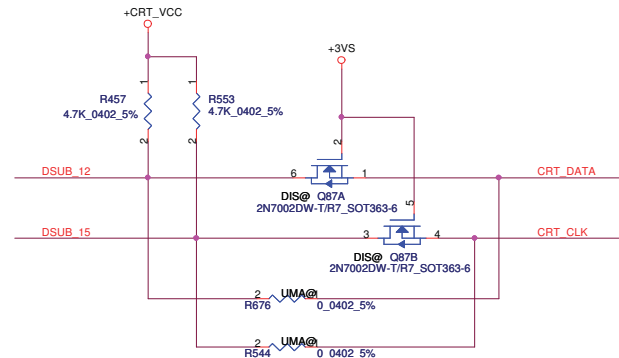 +CRT_VCC
+3VS
1
1
R457
4.7K_0402_5%
R553
4.7K_0402_5%
2
2
2
DSUB_12
6
1
CRT_DATA
DIS@ Q87A
2N7002DW-T/R7_SOT363-6
5
DSUB_15
3
4
CRT_CLK
DIS@ Q87B
2N7002DW-T/R7_SOT363-6
2
UMA@
1
R676
0_0402_5%
2
UMA@
1
R544
0_0402_5%